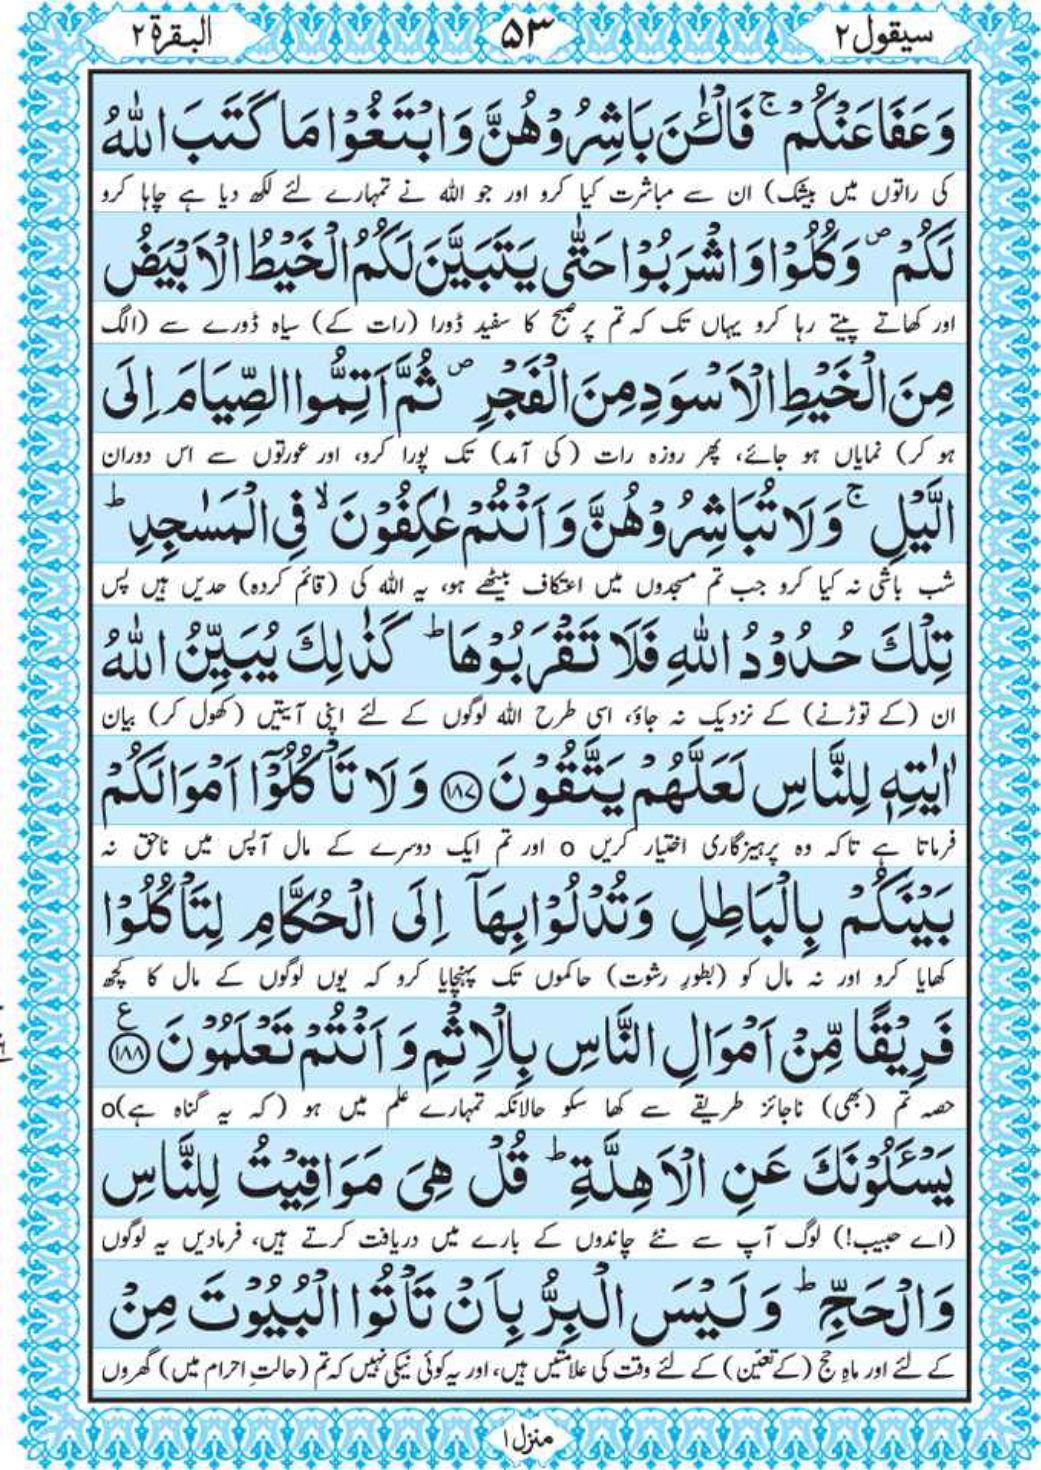 سيقول ٢
٥٣
البقرة ٢
وَعَفَا عَنْكُمْ ۚ فَالْـٰٔنَ بَاشِرُوْهُنَّ وَابْتَغُوْا مَا كَتَبَ اللّٰهُ
کی راتوں میں بیشک) ان سے مباشرت کیا کرو اور جو اللہ نے تمہارے لئے لکھ دیا ہے چاہا کرو
لَكُمْ ۪ وَكُلُوْا وَاشْرَبُوْا حَتّٰى يَتَبَيَّنَ لَكُمُ الْخَيْطُ الْاَبْيَضُ
اور کھاتے پیتے رہا کرو یہاں تک کہ تم پر صبح کا سفید ڈورا (رات کے) سیاہ ڈورے سے (الگ
مِنَ الْخَيْطِ الْاَسْوَدِ مِنَ الْفَجْرِ ۪ ثُمَّ اَتِمُّوا الصِّيَامَ اِلَى
ہو کر) نمایاں ہو جائے، پھر روزہ رات (کی آمد) تک پورا کرو، اور عورتوں سے اس دوران
الَّيْلِ ۚ وَلَا تُبَاشِرُوْهُنَّ وَاَنْتُمْ عٰكِفُوْنَ ۙ فِى الْمَسٰجِدِ ؕ
شب باشی نہ کیا کرو جب تم مسجدوں میں اعتکاف بیٹھے ہو، یہ اللہ کی (قائم کردہ) حدیں ہیں پس
تِلْكَ حُدُوْدُ اللّٰهِ فَلَا تَقْرَبُوْهَا ؕ كَذٰلِكَ يُبَيِّنُ اللّٰهُ
ان (کے توڑنے) کے نزدیک نہ جاؤ، اسی طرح اللہ لوگوں کے لئے اپنی آیتیں (کھول کر) بیان
اٰيٰتِهٖ لِلنَّاسِ لَعَلَّهُمْ يَتَّقُوْنَ ﴿١٨٧﴾ وَلَا تَاْكُلُوْٓا اَمْوَالَكُمْ
فرماتا ہے تاکہ وہ پرہیزگاری اختیار کریں o اور تم ایک دوسرے کے مال آپس میں ناحق نہ
بَيْنَكُمْ بِالْبَاطِلِ وَتُدْلُوْا بِهَآ اِلَى الْحُكَّامِ لِتَاْكُلُوْا
کھایا کرو اور نہ مال کو (بطورِ رشوت) حاکموں تک پہنچایا کرو کہ یوں لوگوں کے مال کا کچھ
فَرِيْقًا مِّنْ اَمْوَالِ النَّاسِ بِالْاِثْمِ وَاَنْتُمْ تَعْلَمُوْنَ ﴿١٨٨﴾ ع
حصہ تم (بھی) ناجائز طریقے سے کھا سکو حالانکہ تمہارے علم میں ہو (کہ یہ گناہ ہے)o
يَسْـَٔلُوْنَكَ عَنِ الْاَهِلَّةِ ؕ قُلْ هِىَ مَوَاقِيْتُ لِلنَّاسِ
(اے حبیب!) لوگ آپ سے نئے چاندوں کے بارے میں دریافت کرتے ہیں، فرمادیں یہ لوگوں
وَالْحَجِّ ؕ وَلَيْسَ الْبِرُّ بِاَنْ تَاْتُوا الْبُيُوْتَ مِنْ
کے لئے اور ماہِ حج (کے تعیّن) کے لئے وقت کی علامتیں ہیں، اور یہ کوئی نیکی نہیں کہ تم (حالتِ احرام میں) گھروں
منزل ١